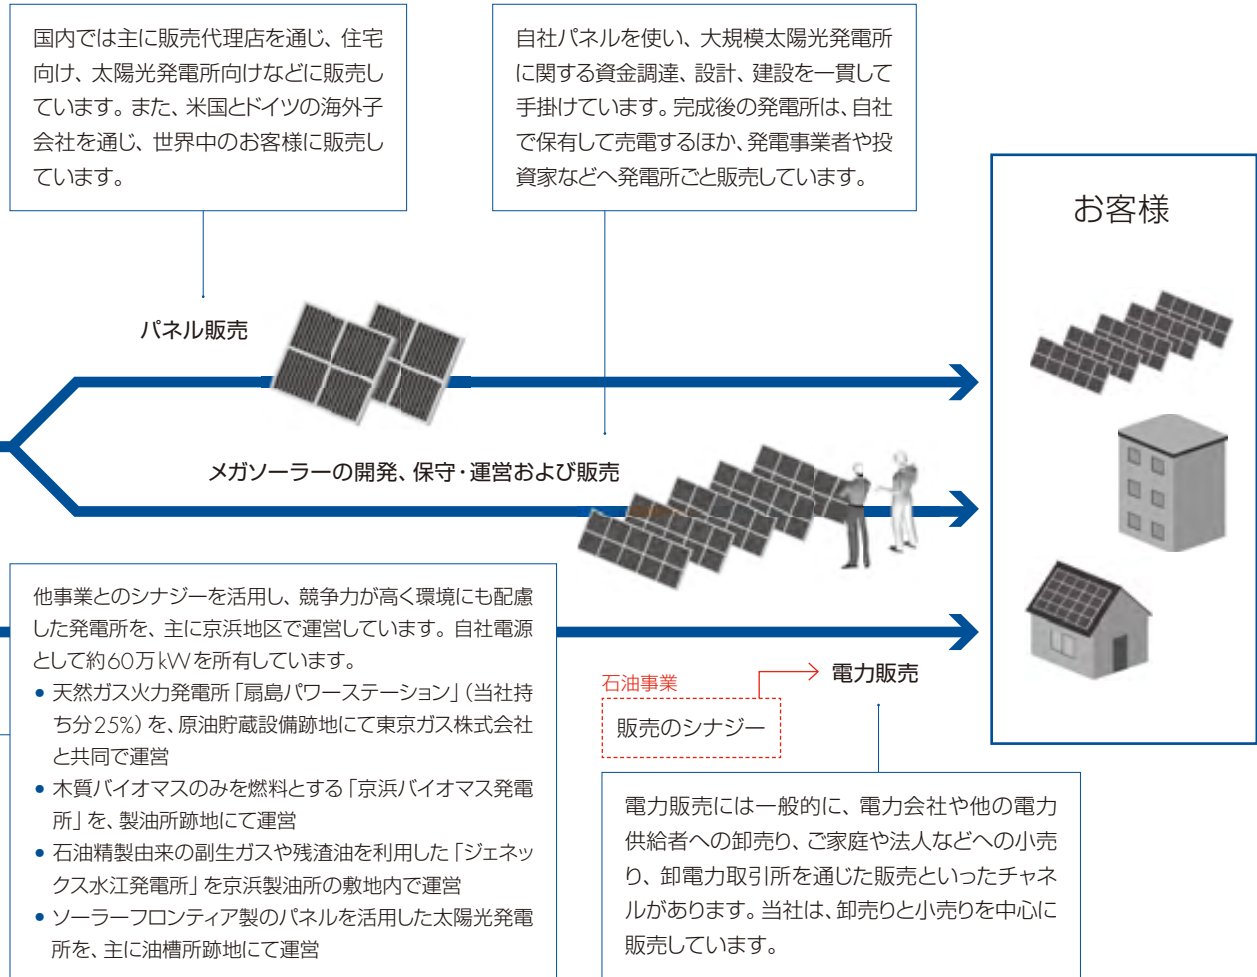 国内では主に販売代理店を通じ、住宅
向け、太陽光発電所向けなどに販売し
ています。また、米国とドイツの海外子
会社を通じ、世界中のお客様に販売し
ています。
自社パネルを使い、大規模太陽光発電所
に関する資金調達、設計、建設を一貫して
手掛けています。完成後の発電所は、自社
で保有して売電するほか、発電事業者や投
資家などへ発電所ごと販売しています。
お客様
パネル販売
メガソーラーの開発、保守・運営および販売
他事業とのシナジーを活用し、競争力が高く環境にも配慮
した発電所を、主に京浜地区で運営しています。自社電源
として約60万kWを所有しています。
• 天然ガス火力発電所「扇島パワーステーション」（当社持
ち分25%）を、原油貯蔵設備跡地にて東京ガス株式会社
と共同で運営
• 木質バイオマスのみを燃料とする「京浜バイオマス発電
所」を、製油所跡地にて運営
• 石油精製由来の副生ガスや残渣油を利用した「ジェネッ
クス水江発電所」を京浜製油所の敷地内で運営
• ソーラーフロンティア製のパネルを活用した太陽光発電
所を、主に油槽所跡地にて運営
石油事業
販売のシナジー
電力販売
電力販売には一般的に、電力会社や他の電力
供給者への卸売り、ご家庭や法人などへの小売
り、卸電力取引所を通じた販売といったチャネ
ルがあります。当社は、卸売りと小売りを中心に
販売しています。